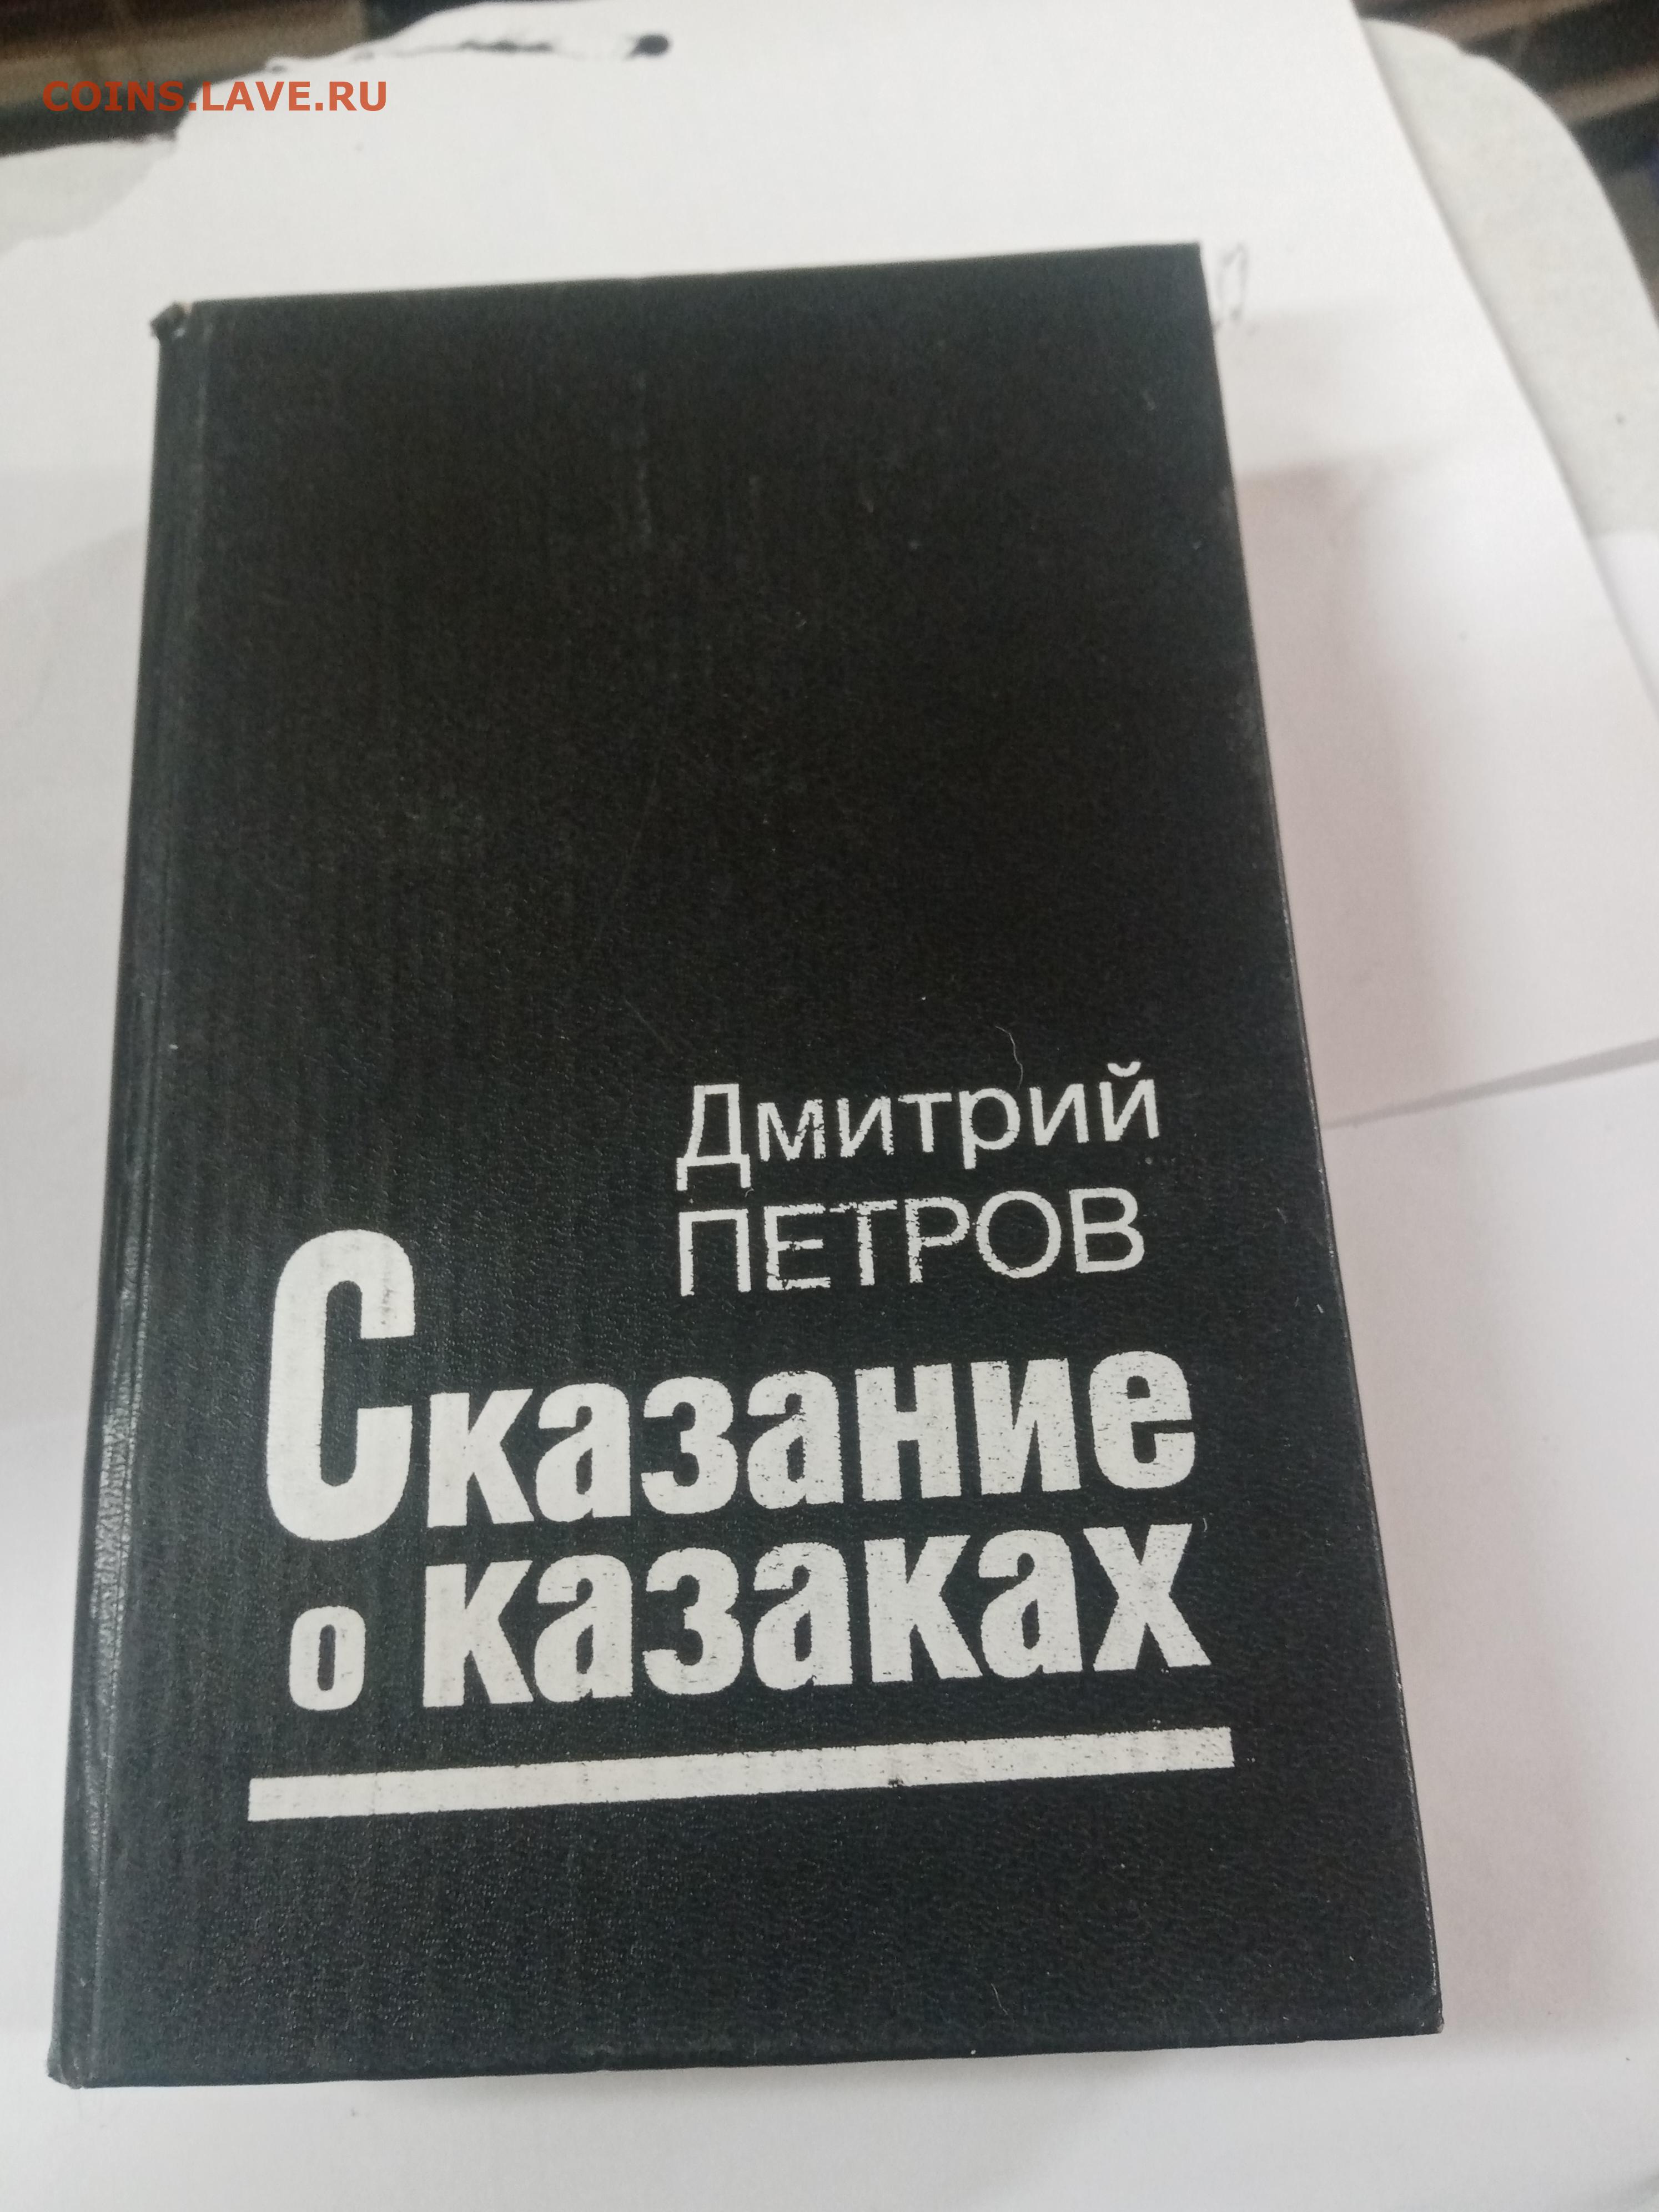 COINS.LAVE.RU
Дмитрий
ПЕТРОВ
Сказание
о казаках